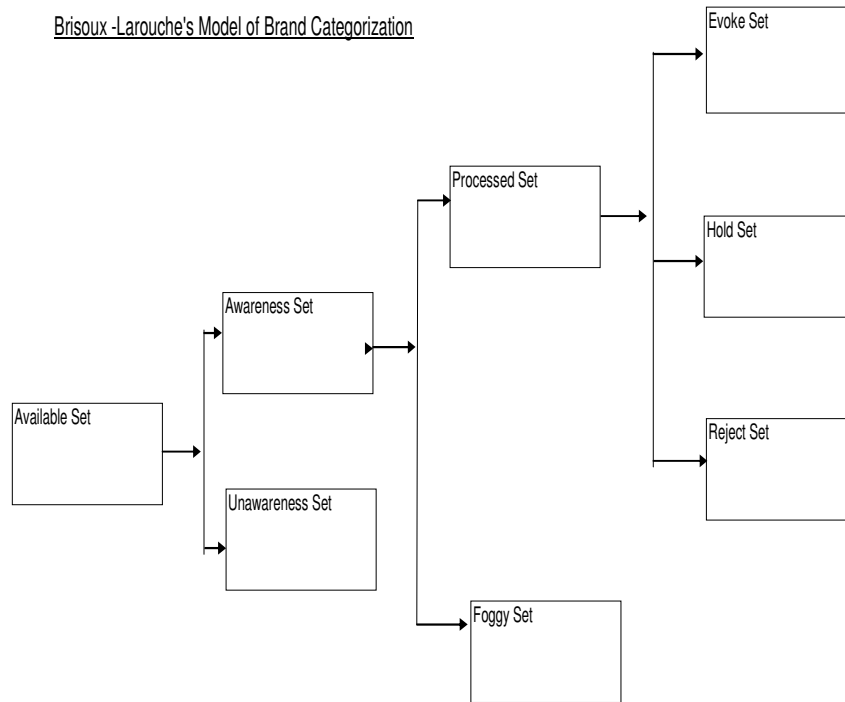 Brisoux -Larouche's Model of Brand Categorization
Evoke Set
Processed Set
Hold Set
Awareness Set
Available Set
Reject Set
Unawareness Set
Foggy Set